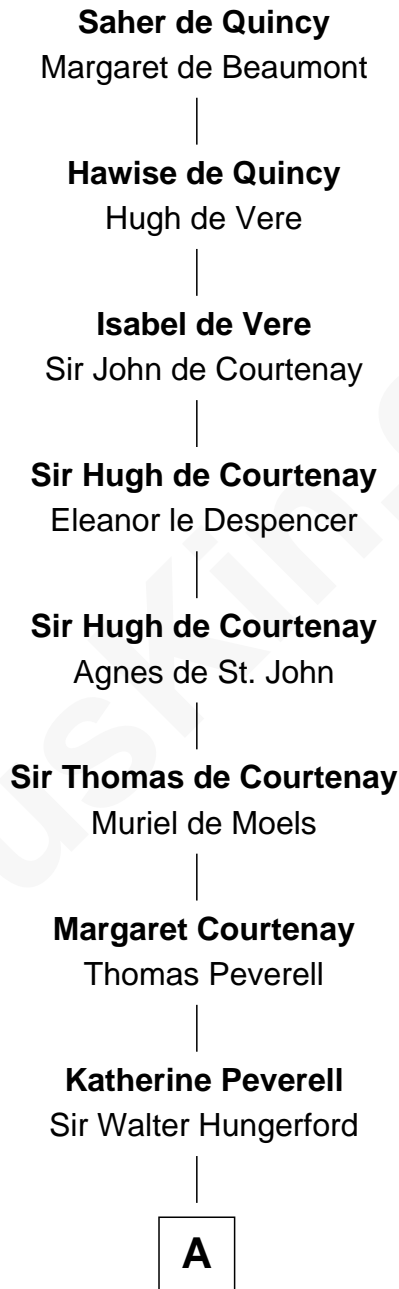 Saher de Quincy
Margaret de Beaumont
Hawise de Quincy
Hugh de Vere
Isabel de Vere
Sir John de Courtenay
Sir Hugh de Courtenay
Eleanor le Despencer
Sir Hugh de Courtenay
Agnes de St. John
Sir Thomas de Courtenay
Muriel de Moels
Margaret Courtenay
Thomas Peverell
Katherine Peverell
Sir Walter Hungerford
A